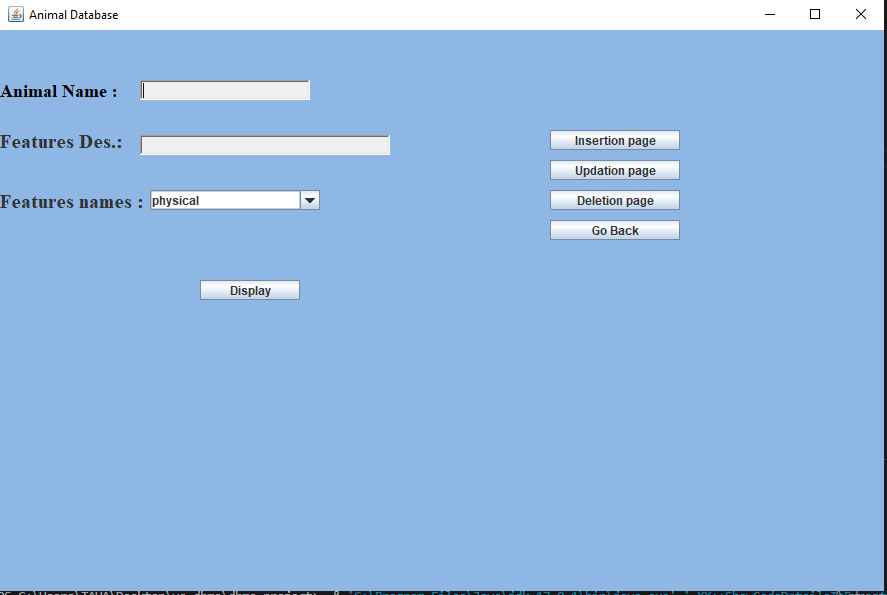 Animal Database
Animal Name :
Features Des.:
Insertion page
Updation page
Features names : physical
Deletion page
Go Back
Display